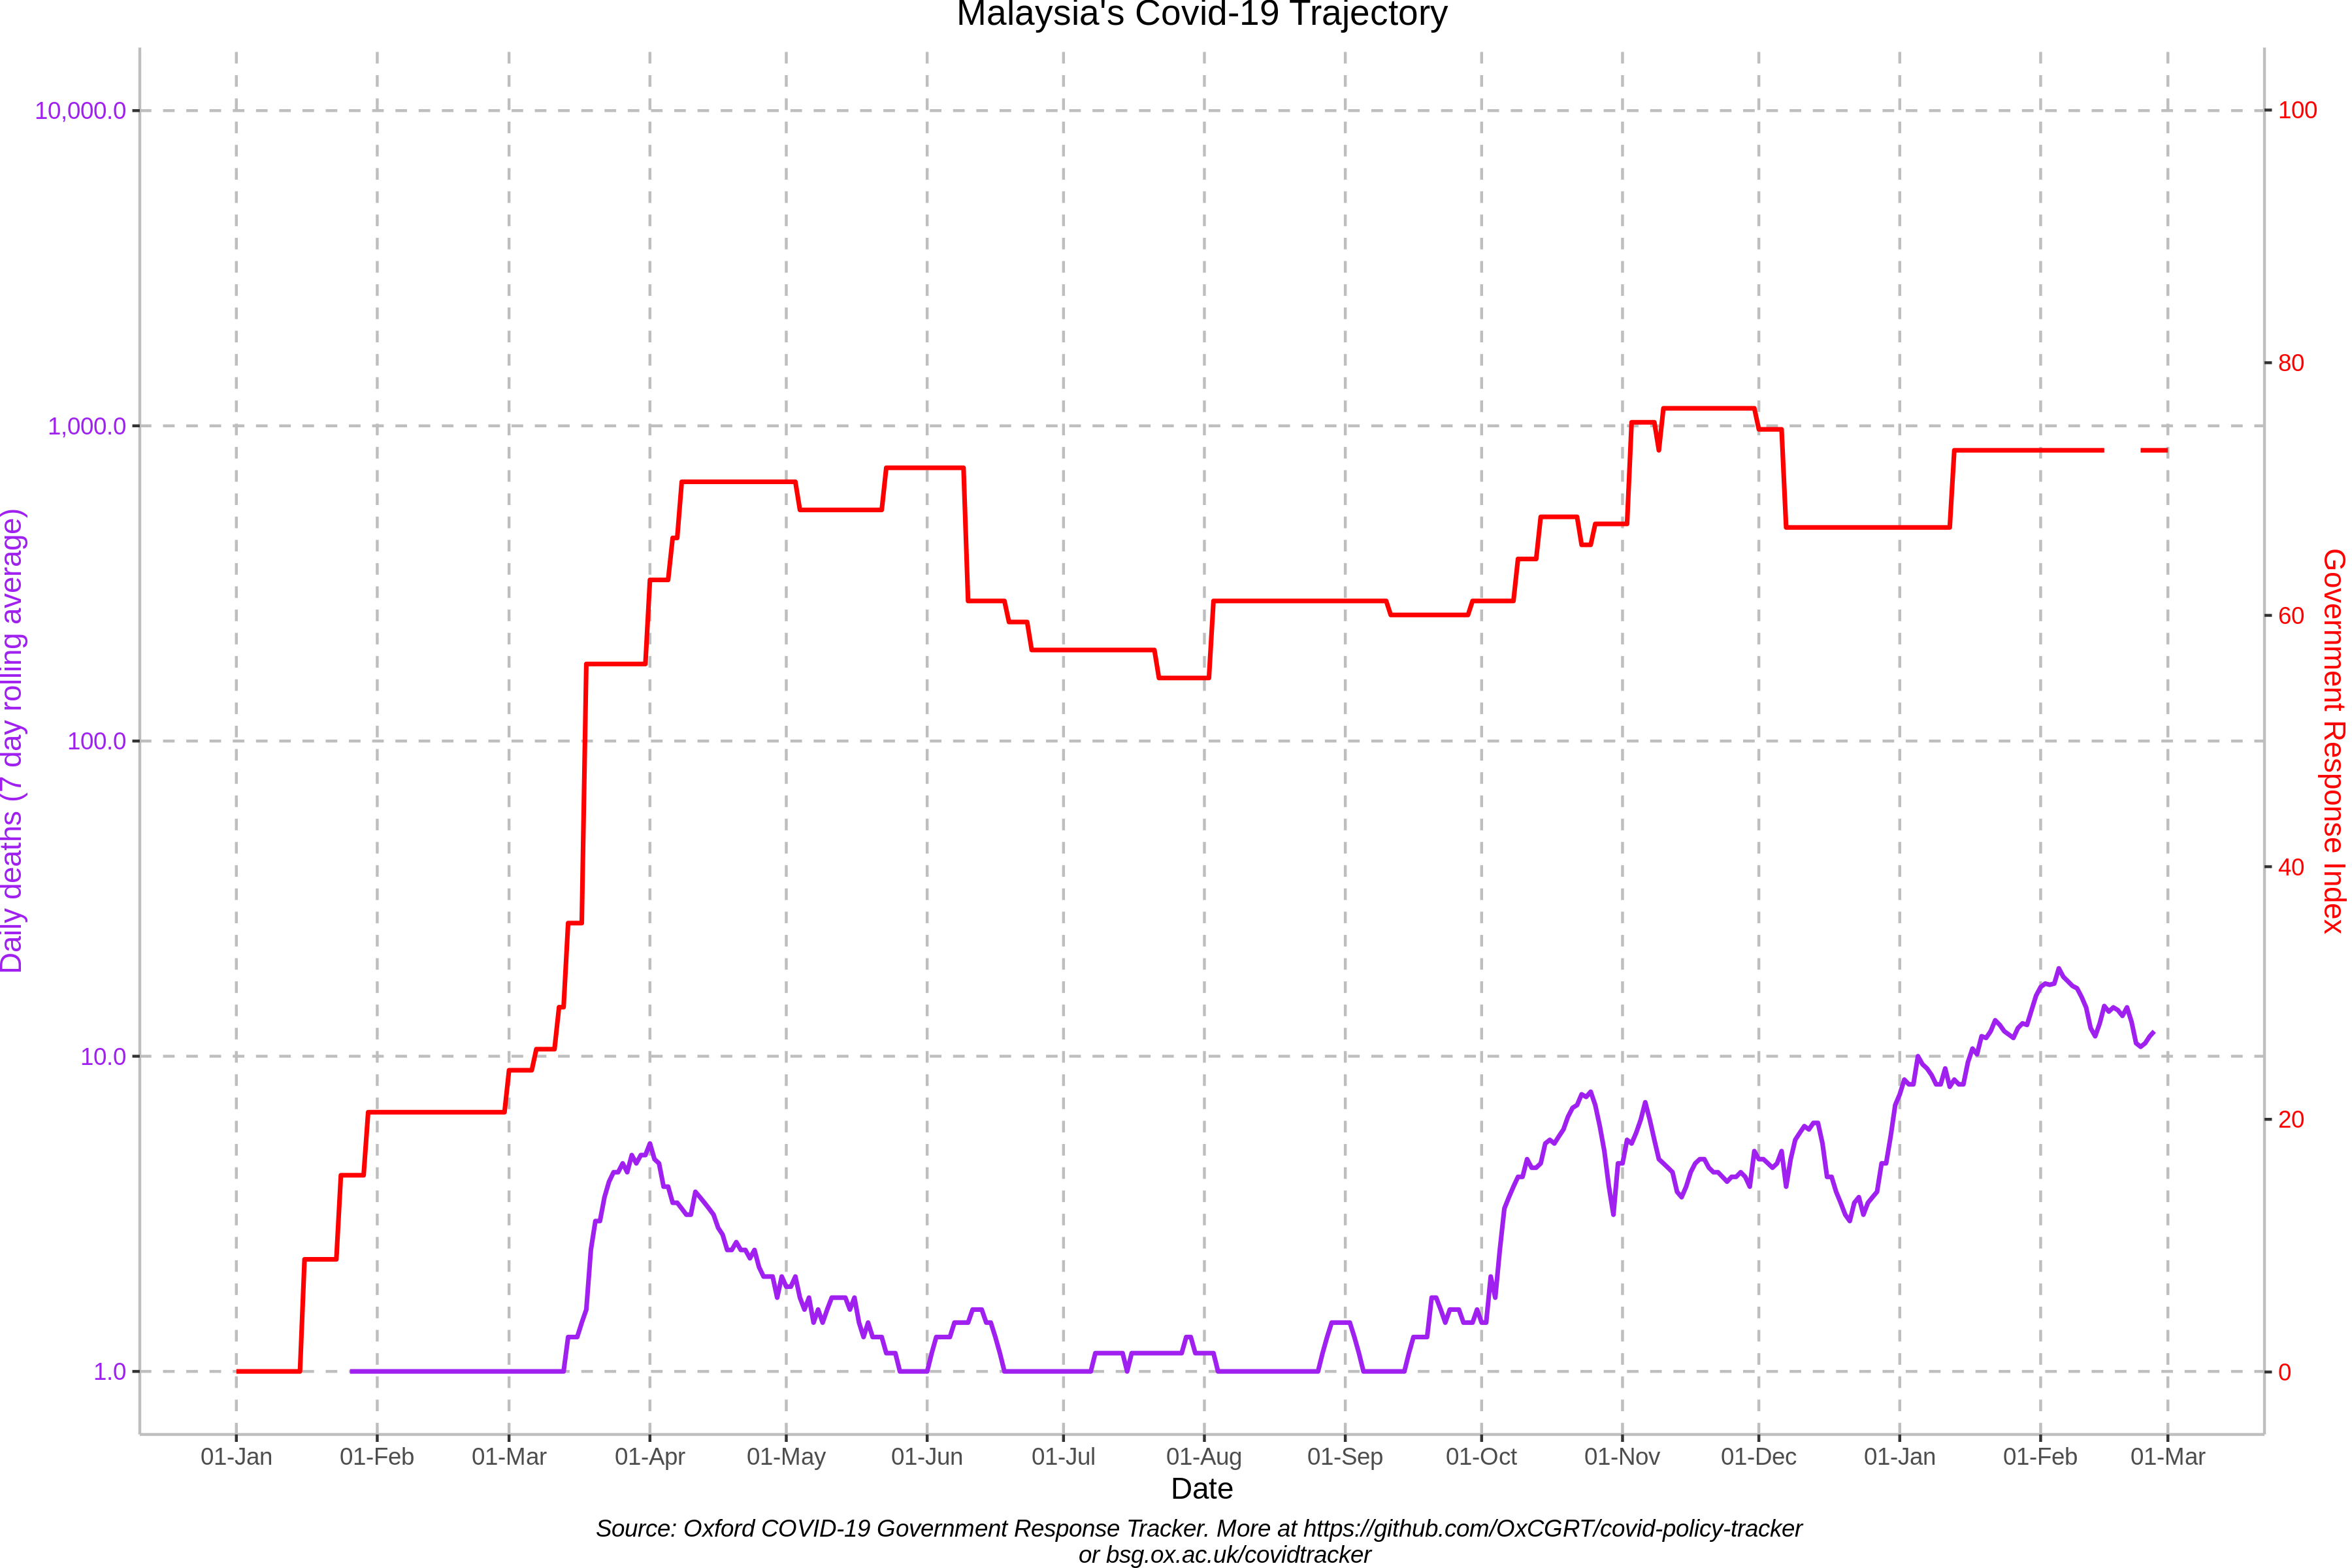 Malaysia's Covid-19 Trajectory
10,000.0
1,000.0
100.0
10.0
1.0
Daily deaths (7 day rolling average)
100
80
60
40
20
0
Government Response Index
01-Jan 01-Feb 01-Mar 01-Apr 01-May 01-Jun 01-Jul 01-Aug 01-Sep 01-Oct 01-Nov 01-Dec 01-Jan 01-Feb 01-Mar
Date
Source: Oxford COVID-19 Government Response Tracker. More at https://github.com/OxCGRT/covid-policy-tracker
or bsg.ox.ac.uk/covidtracker